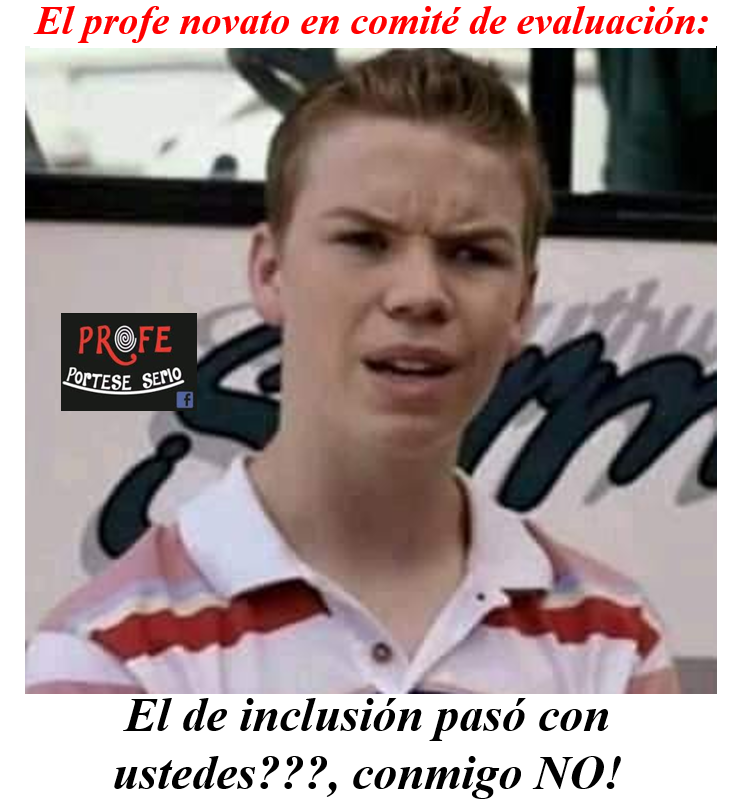 El profe novato en comité de evaluación:
PROFE
PORTESE SERIO
f
El de inclusión pasó con
ustedes???, conmigo NO!